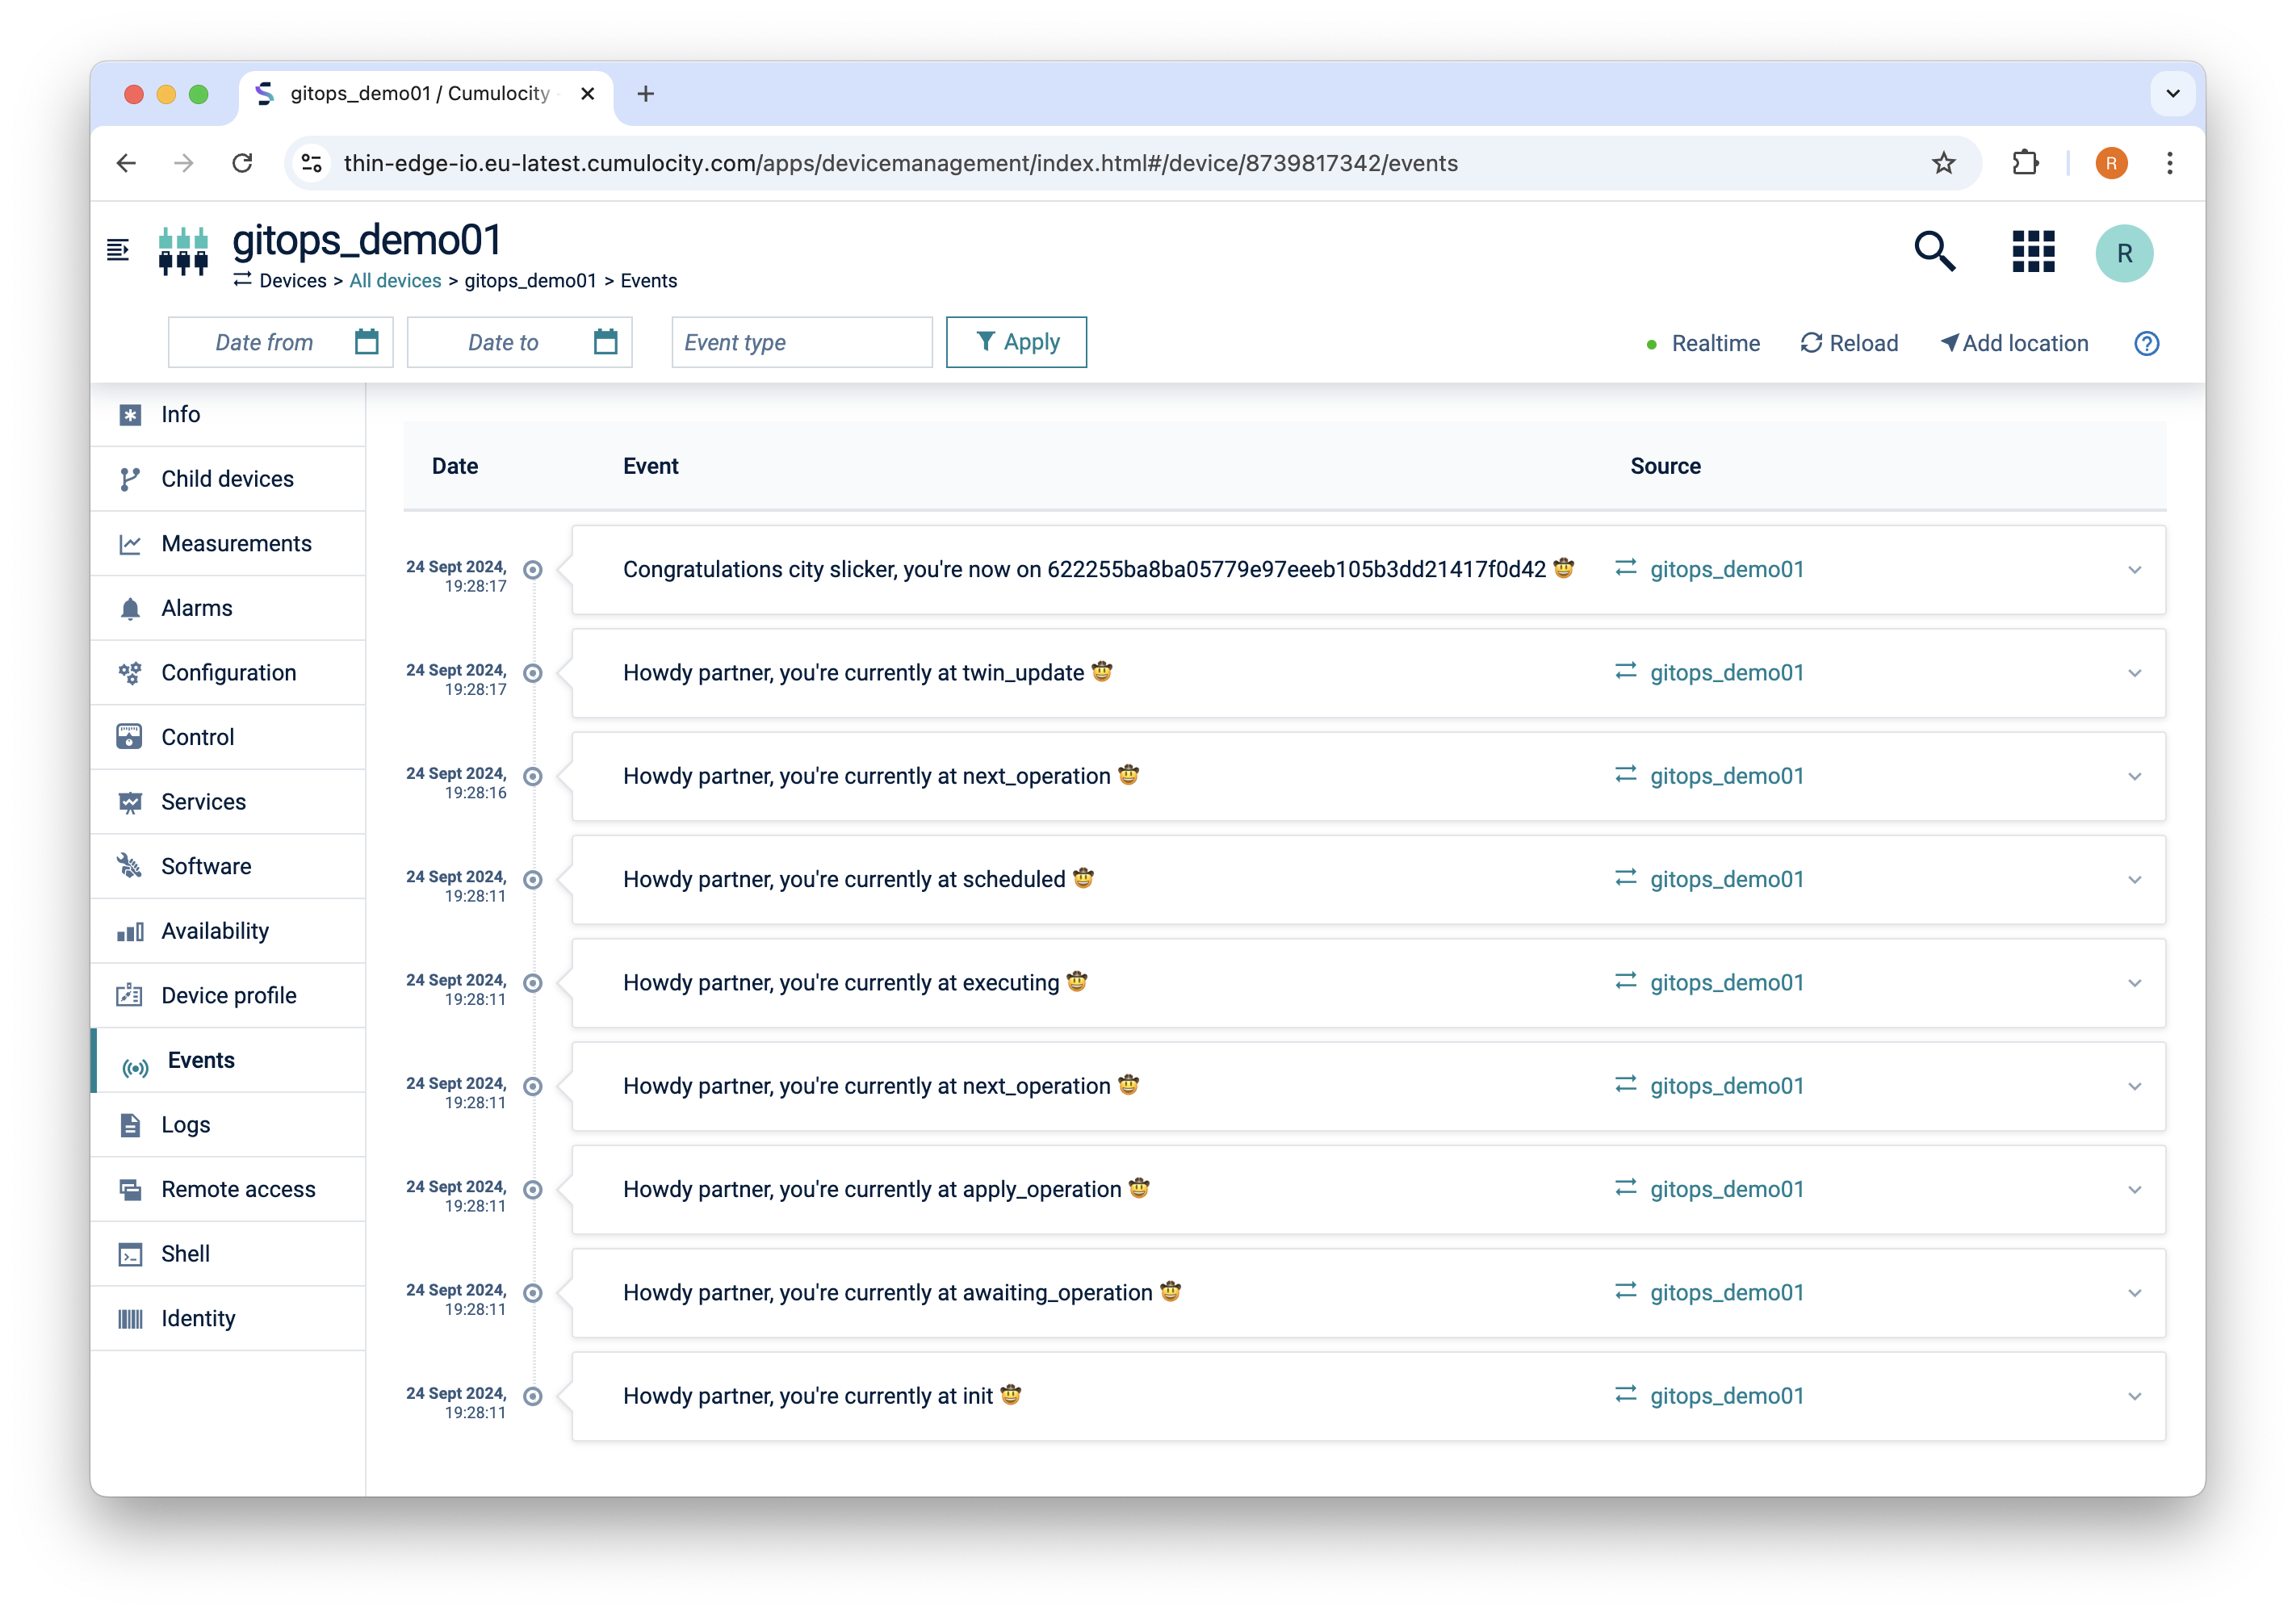 gitops_demo01 / Cumulocity
thin-edge-io.eu-latest.cumulocity.com/apps/devicemanagement/index.html#/device/8739817342/events
R
gitops_demo01
Devices > All devices > gitops_demo01 > Events
R
Date from
Date to
Event type
Apply
Realtime
Reload
Add location
Info
Child devices
Measurements
Alarms
Configuration
Control
Services
Software
Availability
Device profile
Events
Logs
Remote access
Shell
Identity
Date Event Source
24 Sept 2024,
19:28:17
Congratulations city slicker, you're now on 622255ba8ba05779e97eeeb105b3dd21417f0d42 🤠
gitops_demo01
24 Sept 2024,
19:28:17
Howdy partner, you're currently at twin_update 🤠
gitops_demo01
24 Sept 2024,
19:28:16
Howdy partner, you're currently at next_operation 🤠
gitops_demo01
24 Sept 2024,
19:28:11
Howdy partner, you're currently at scheduled 🤠
gitops_demo01
24 Sept 2024,
19:28:11
Howdy partner, you're currently at executing 🤠
gitops_demo01
24 Sept 2024,
19:28:11
Howdy partner, you're currently at next_operation 🤠
gitops_demo01
24 Sept 2024,
19:28:11
Howdy partner, you're currently at apply_operation 🤠
gitops_demo01
24 Sept 2024,
19:28:11
Howdy partner, you're currently at awaiting_operation 🤠
gitops_demo01
24 Sept 2024,
19:28:11
Howdy partner, you're currently at init 🤠
gitops_demo01